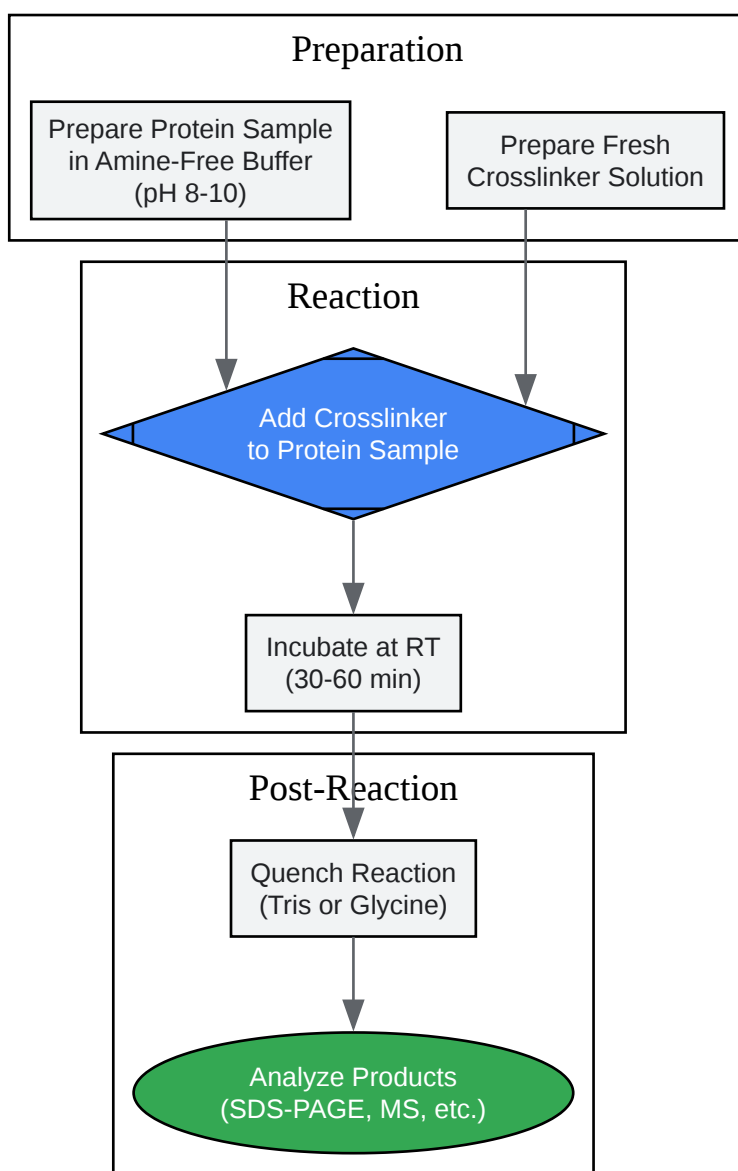 Preparation
Prepare Protein Sample
in Amine-Free Buffer
(pH 8-10)
Prepare Fresh
Crosslinker Solution
Reaction
Add Crosslinker
to Protein Sample
Incubate at RT
(30-60 min)
Post-Reaction
Quench Reaction
(Tris or Glycine)
Analyze Products
(SDS-PAGE, MS, etc.)